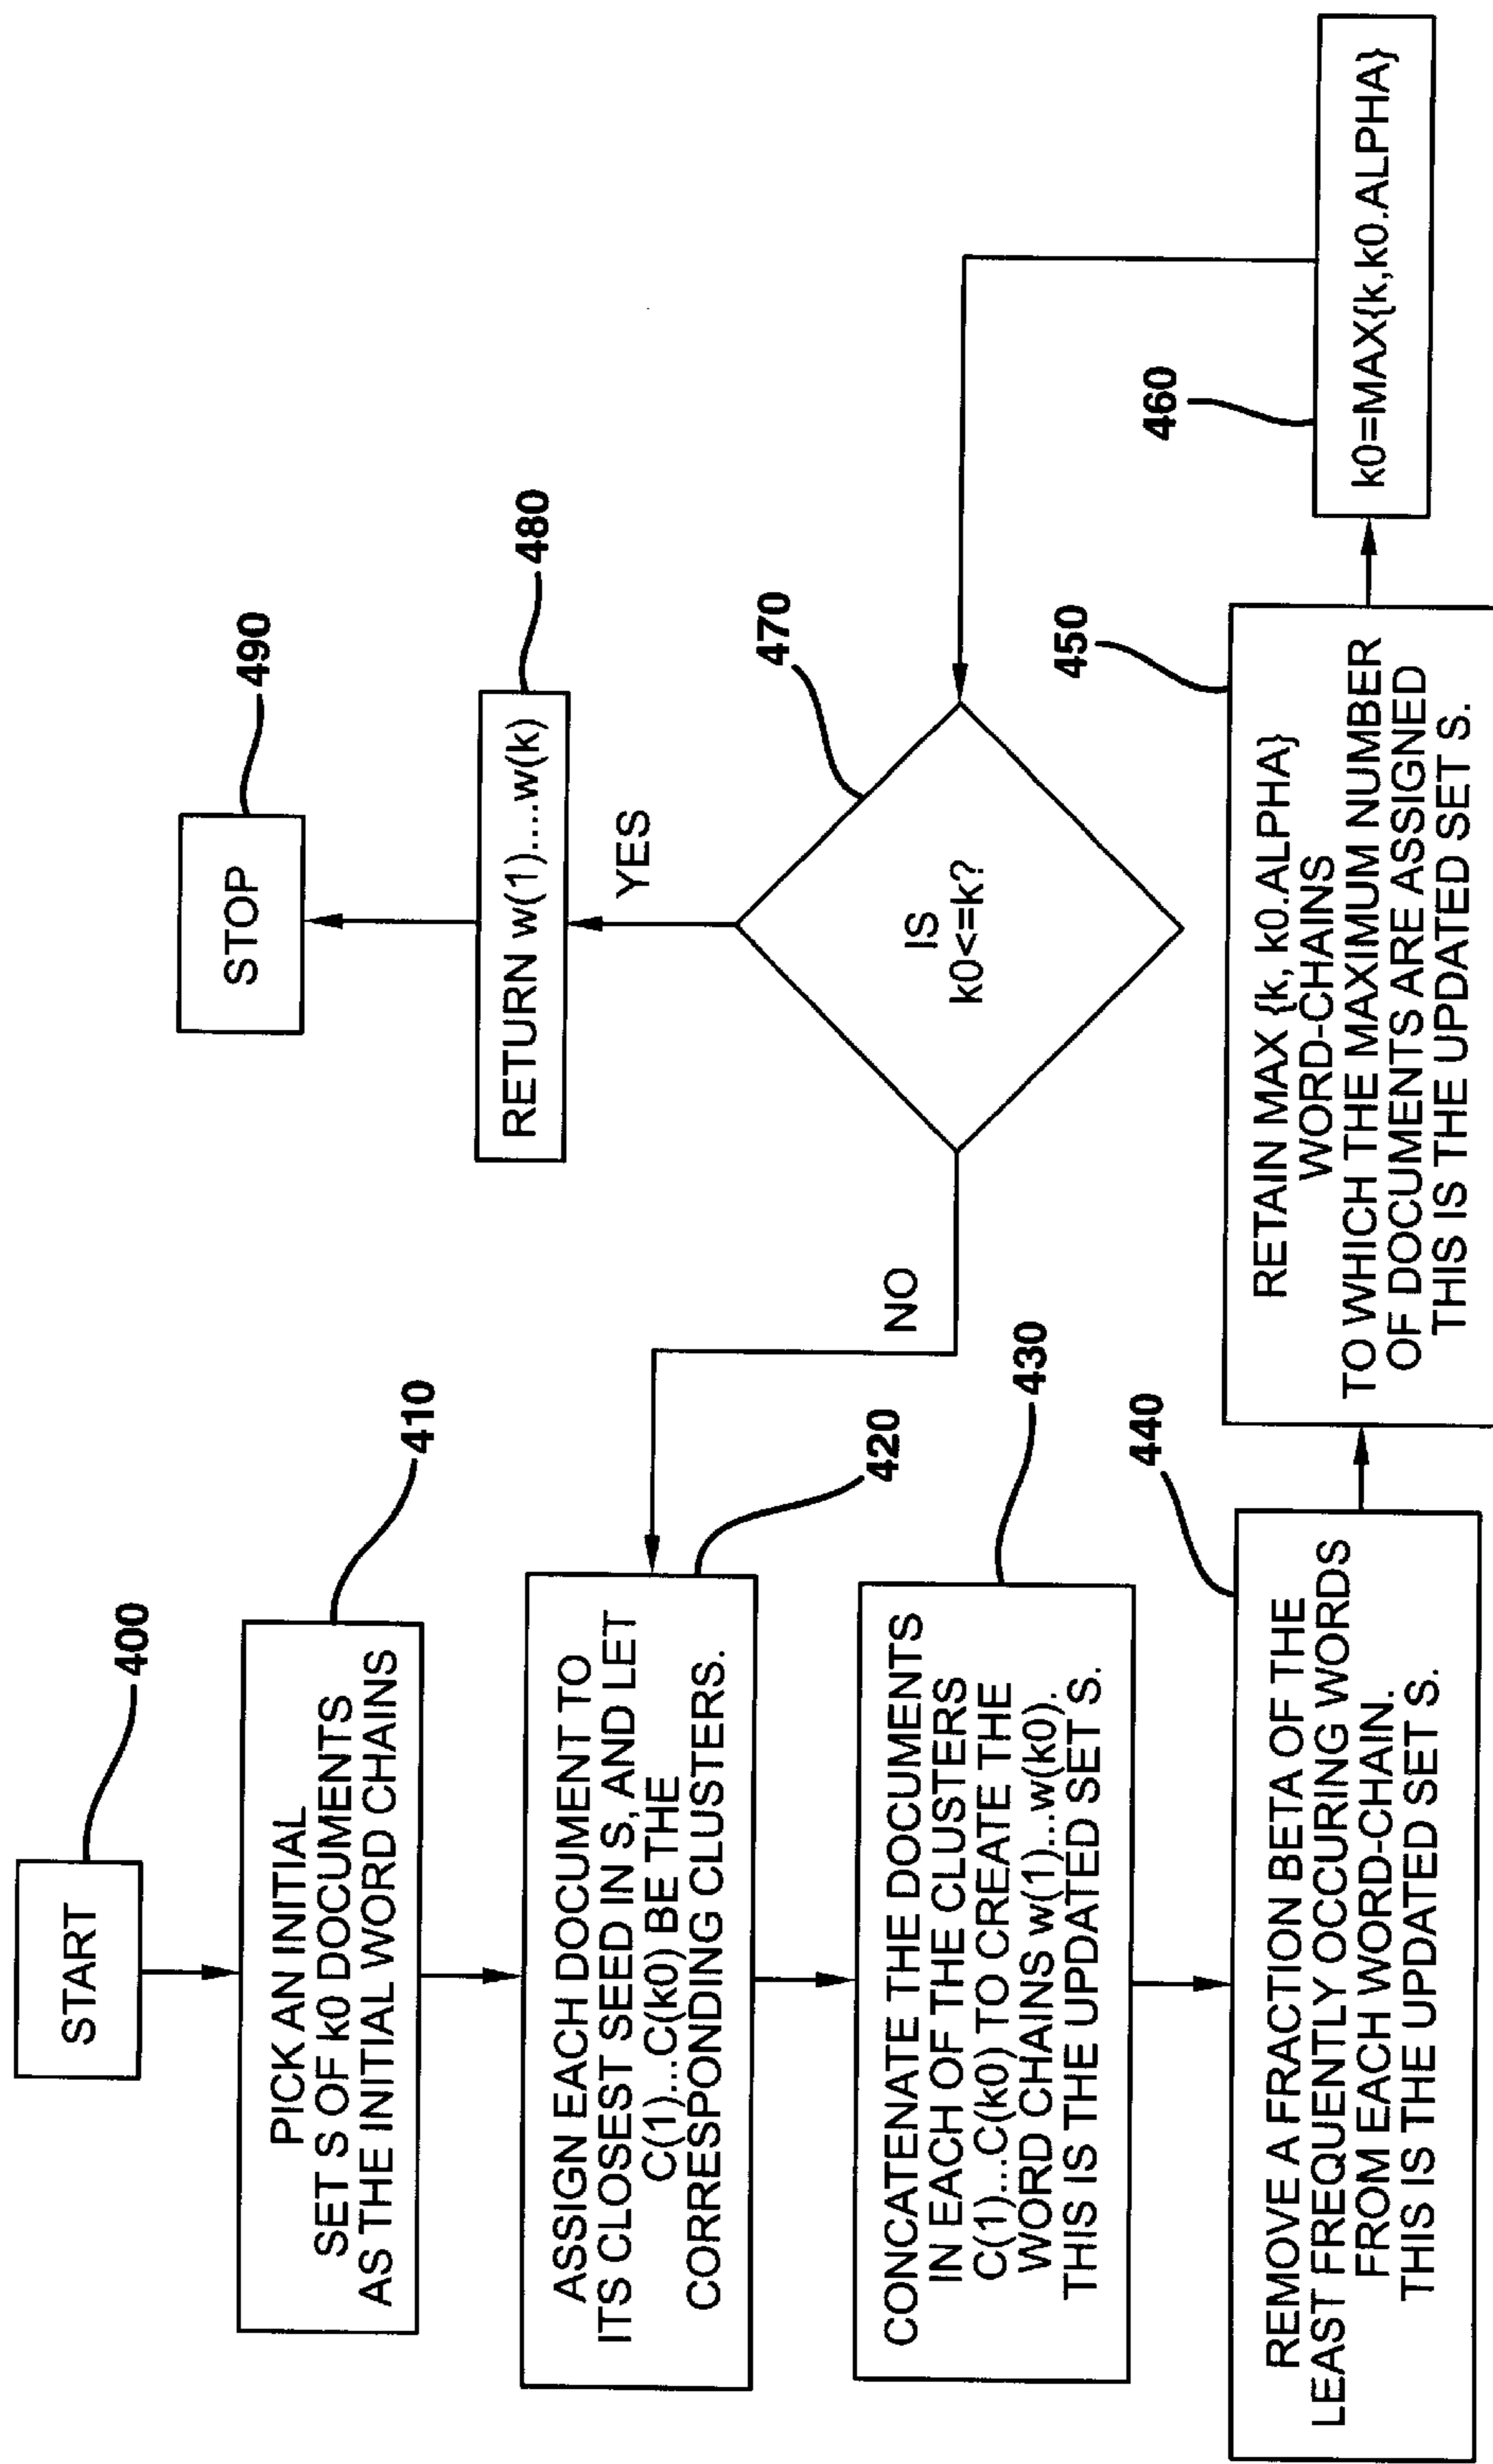 START
400
PICK AN INITIAL
SET S OF k0 DOCUMENTS
AS THE INITIAL WORD CHAINS
410
ASSIGN EACH DOCUMENT TO
ITS CLOSEST SEED IN S, AND LET
C(1)...C(k0) BE THE
CORRESPONDING CLUSTERS.
420
CONCATENATE THE DOCUMENTS
IN EACH OF THE CLUSTERS
C(1)...C(k0) TO CREATE THE
WORD CHAINS w(1)...w(k0).
THIS IS THE UPDATED SET S.
430
REMOVE A FRACTION BETA OF THE
LEAST FREQUENTLY OCCURING WORDS
FROM EACH WORD-CHAIN.
THIS IS THE UPDATED SET S.
440
RETAIN MAX {k, k0.ALPHA}
WORD-CHAINS
TO WHICH THE MAXIMUM NUMBER
OF DOCUMENTS ARE ASSIGNED
THIS IS THE UPDATED SET S.
450
k0=MAX{k,k0.ALPHA}
460
IS
k0<=k?
470
NO
YES
RETURN w(1)....w(k)
480
STOP
490